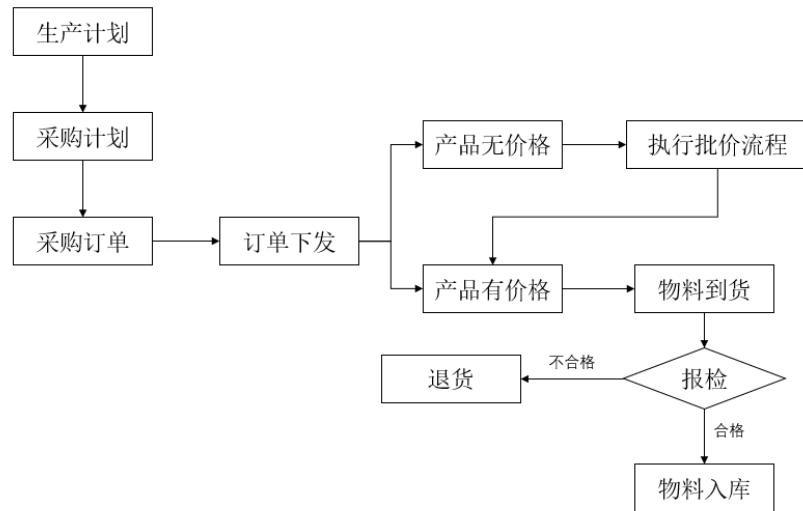 生产计划
采购计划
产品无价格
执行批价流程
采购订单
订单下发
产品有价格
物料到货
不合格
退货
报检
合格
物料入库